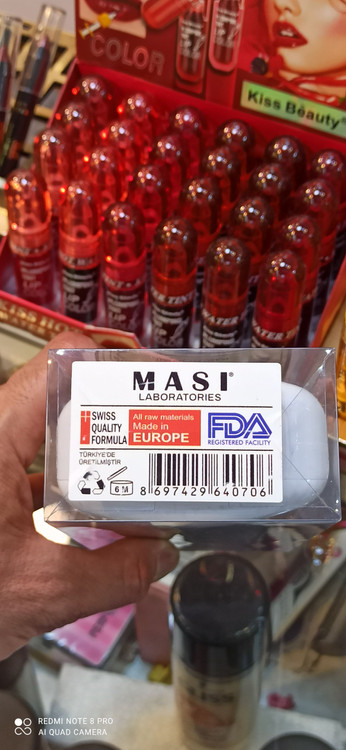 COLOR
Kiss Beauty
MASI®
LABORATORIES
SWISS
QUALITY
FORMULA
All raw materials
Made in
EUROPE
FDA
REGISTERED FACILITY
TÜRKİYE'DE
ÜRETİLMİŞTİR
6 M
8 697429 640706
REDMI NOTE 8 PRO
AI QUAD CAMERA